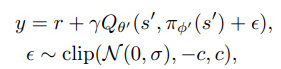 y = r + γQ_{θ′}(s′, π_{ϕ′}(s′) + ϵ),
ϵ ∼ clip(𝒩(0, σ), −c, c),